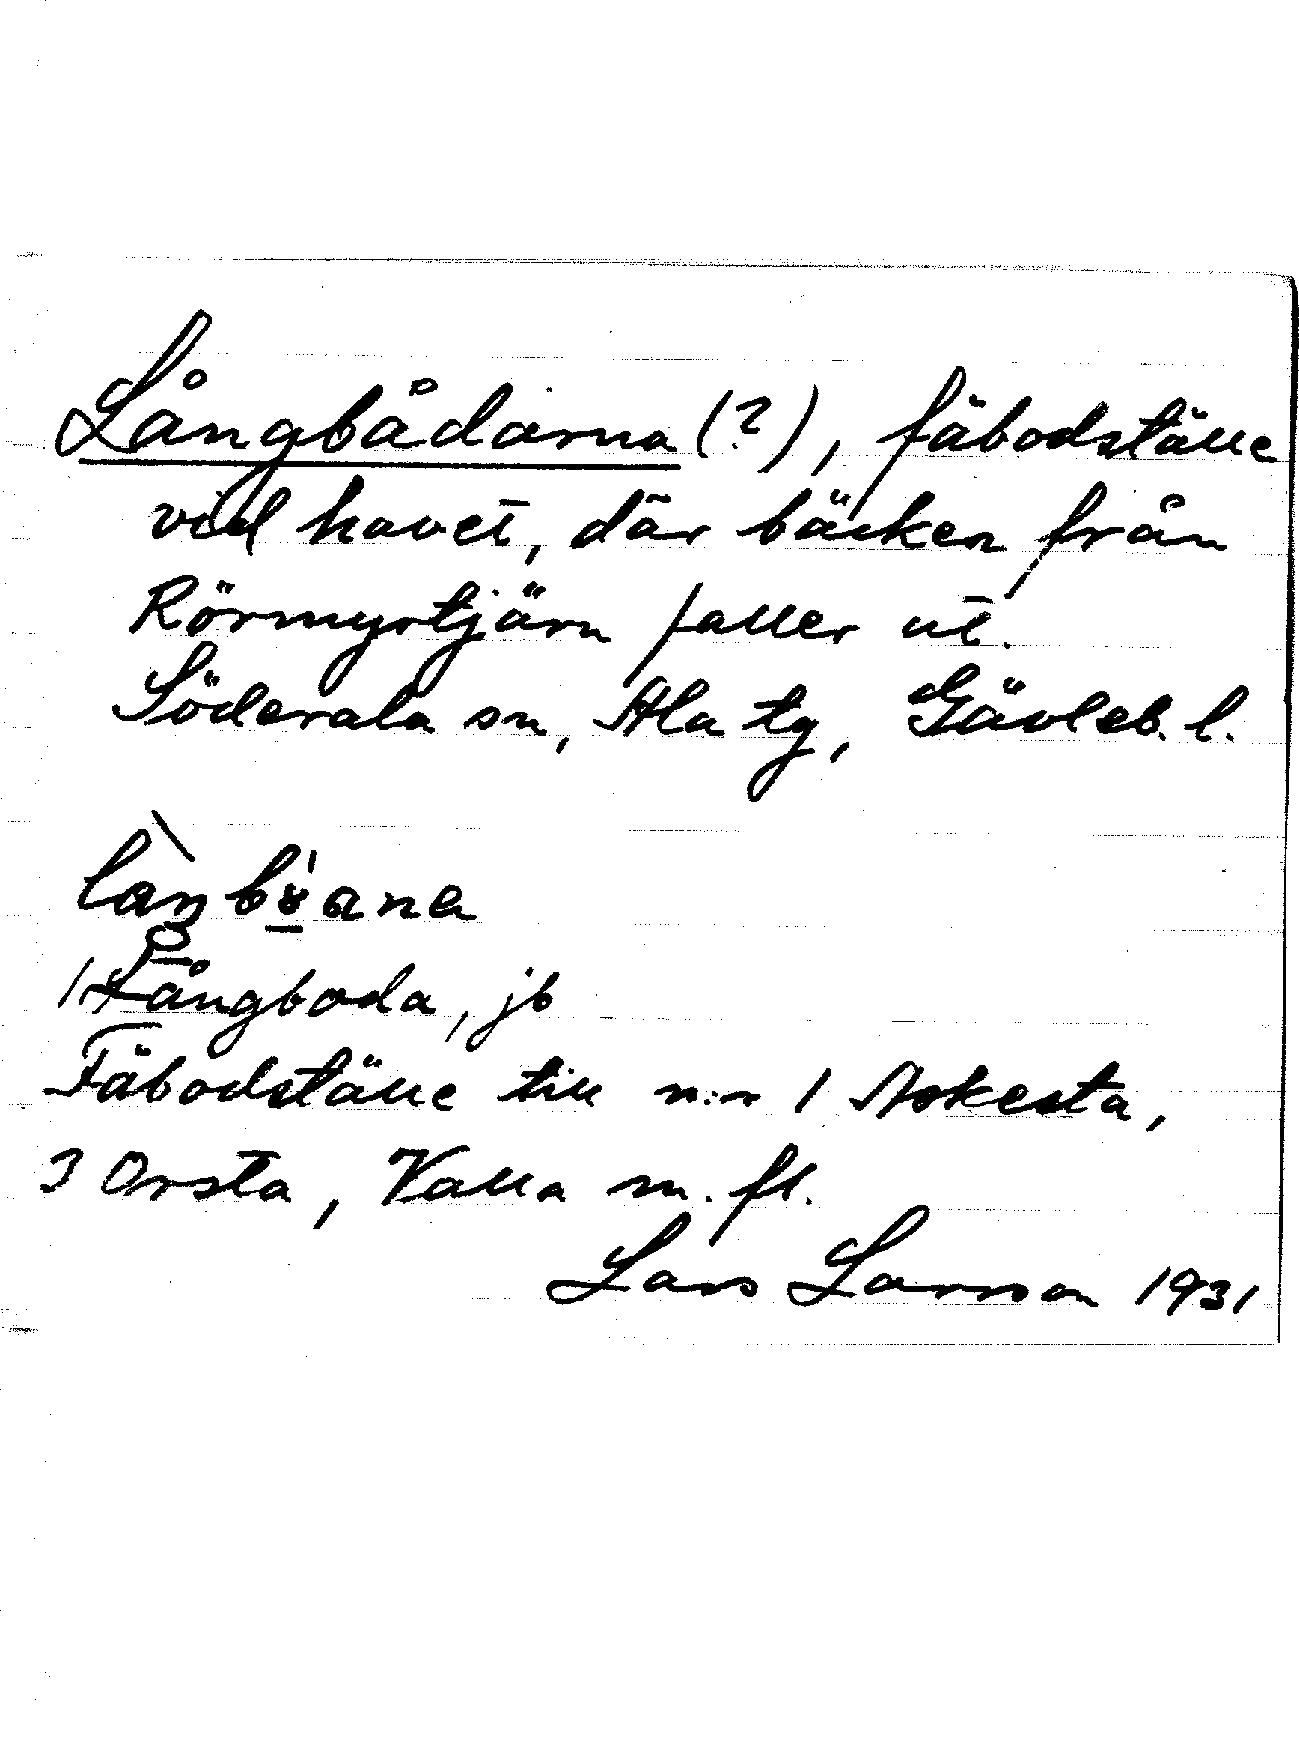 Långbådarna (?), fäbodställe
vid havet, där bäcken från
Rörmyrtjärn faller ut.
Söderala sn, Ala tg, Gävleb. l.
1 Långboda, jb
Fäbodställe till n:r 1 Askesta,
3 Orsta, Valla m. fl.
Lars Larsson 1931